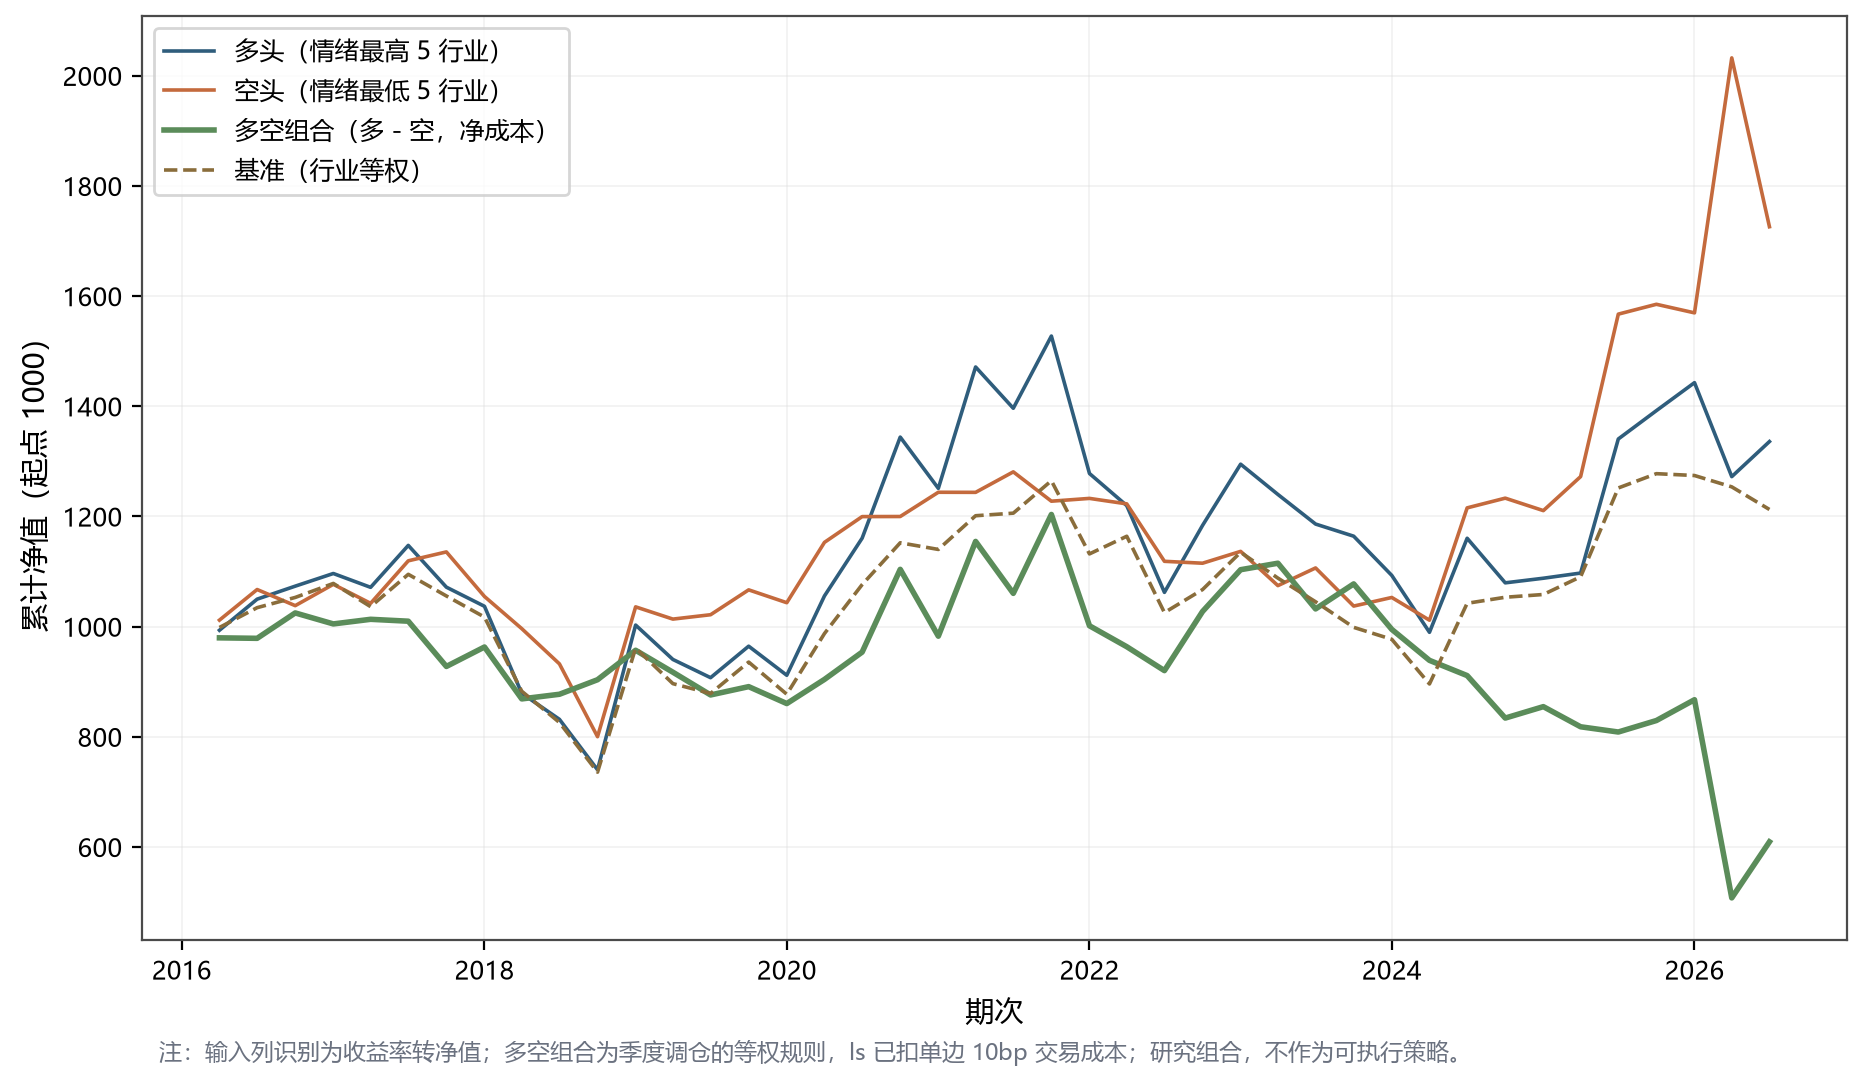 多头（情绪最高 5 行业）
空头（情绪最低 5 行业）
多空组合（多 - 空，净成本）
基准（行业等权）
累计净值（起点 1000）
2000
1800
1600
1400
1200
1000
800
600
2016
2018
2020
2022
2024
2026
期次
注：输入列识别为收益率转净值；多空组合为季度调仓的等权规则，ls 已扣单边 10bp 交易成本；研究组合，不作为可执行策略。